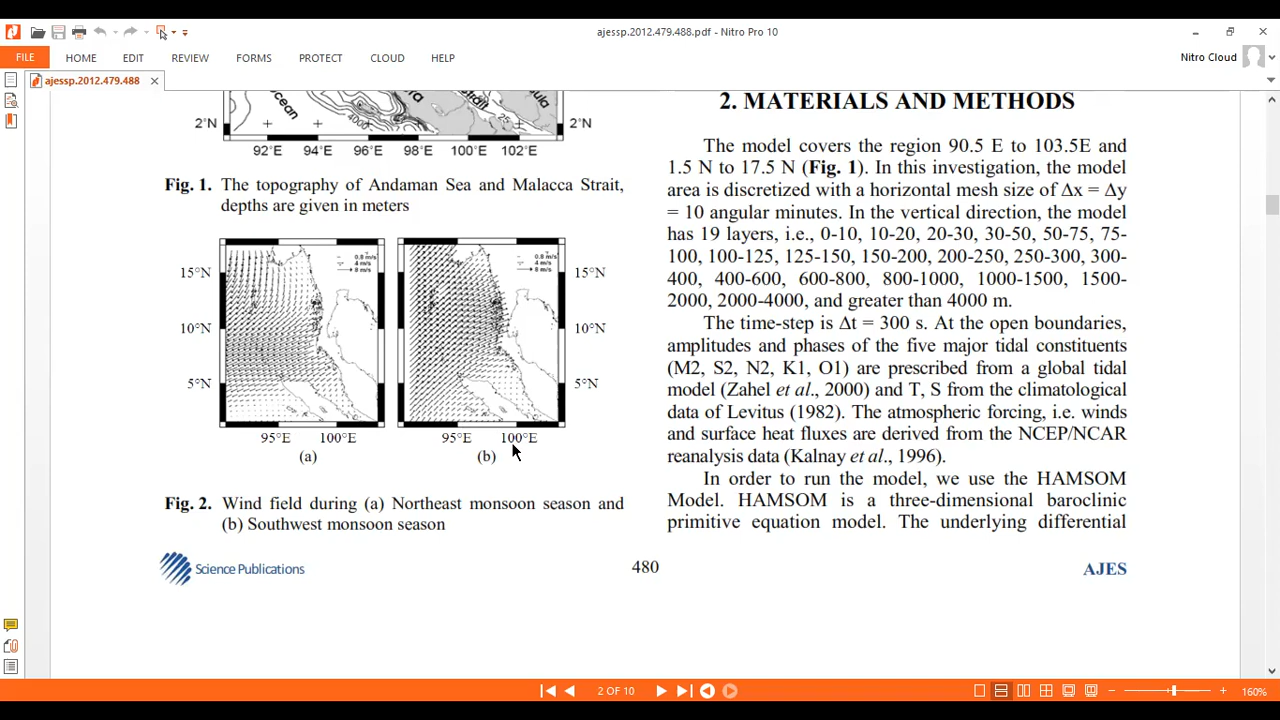 ajessp.2012.479.488.pdf - Nitro Pro 10
FILE HOME EDIT REVIEW FORMS PROTECT CLOUD HELP
Nitro Cloud
ajessp.2012.479.488
2°N 2°N
92°E 94°E 96°E 98°E 100°E 102°E
Fig. 1. The topography of Andaman Sea and Malacca Strait,
depths are given in meters
0.8 m/s
4 m/s
8 m/s
0.8 m/s
4 m/s
8 m/s
15°N 15°N
10°N 10°N
5°N 5°N
95°E 100°E 95°E 100°E
(a) (b)
Fig. 2. Wind field during (a) Northeast monsoon season and
(b) Southwest monsoon season
2. MATERIALS AND METHODS
The model covers the region 90.5 E to 103.5E and
1.5 N to 17.5 N (Fig. 1). In this investigation, the model
area is discretized with a horizontal mesh size of Δx = Δy
= 10 angular minutes. In the vertical direction, the model
has 19 layers, i.e., 0-10, 10-20, 20-30, 30-50, 50-75, 75-
100, 100-125, 125-150, 150-200, 200-250, 250-300, 300-
400, 400-600, 600-800, 800-1000, 1000-1500, 1500-
2000, 2000-4000, and greater than 4000 m.
The time-step is Δt = 300 s. At the open boundaries,
amplitudes and phases of the five major tidal constituents
(M2, S2, N2, K1, O1) are prescribed from a global tidal
model (Zahel et al., 2000) and T, S from the climatological
data of Levitus (1982). The atmospheric forcing, i.e. winds
and surface heat fluxes are derived from the NCEP/NCAR
reanalysis data (Kalnay et al., 1996).
In order to run the model, we use the HAMSOM
Model. HAMSOM is a three-dimensional baroclinic
primitive equation model. The underlying differential
Science Publications
480
AJES
2 OF 10
160%